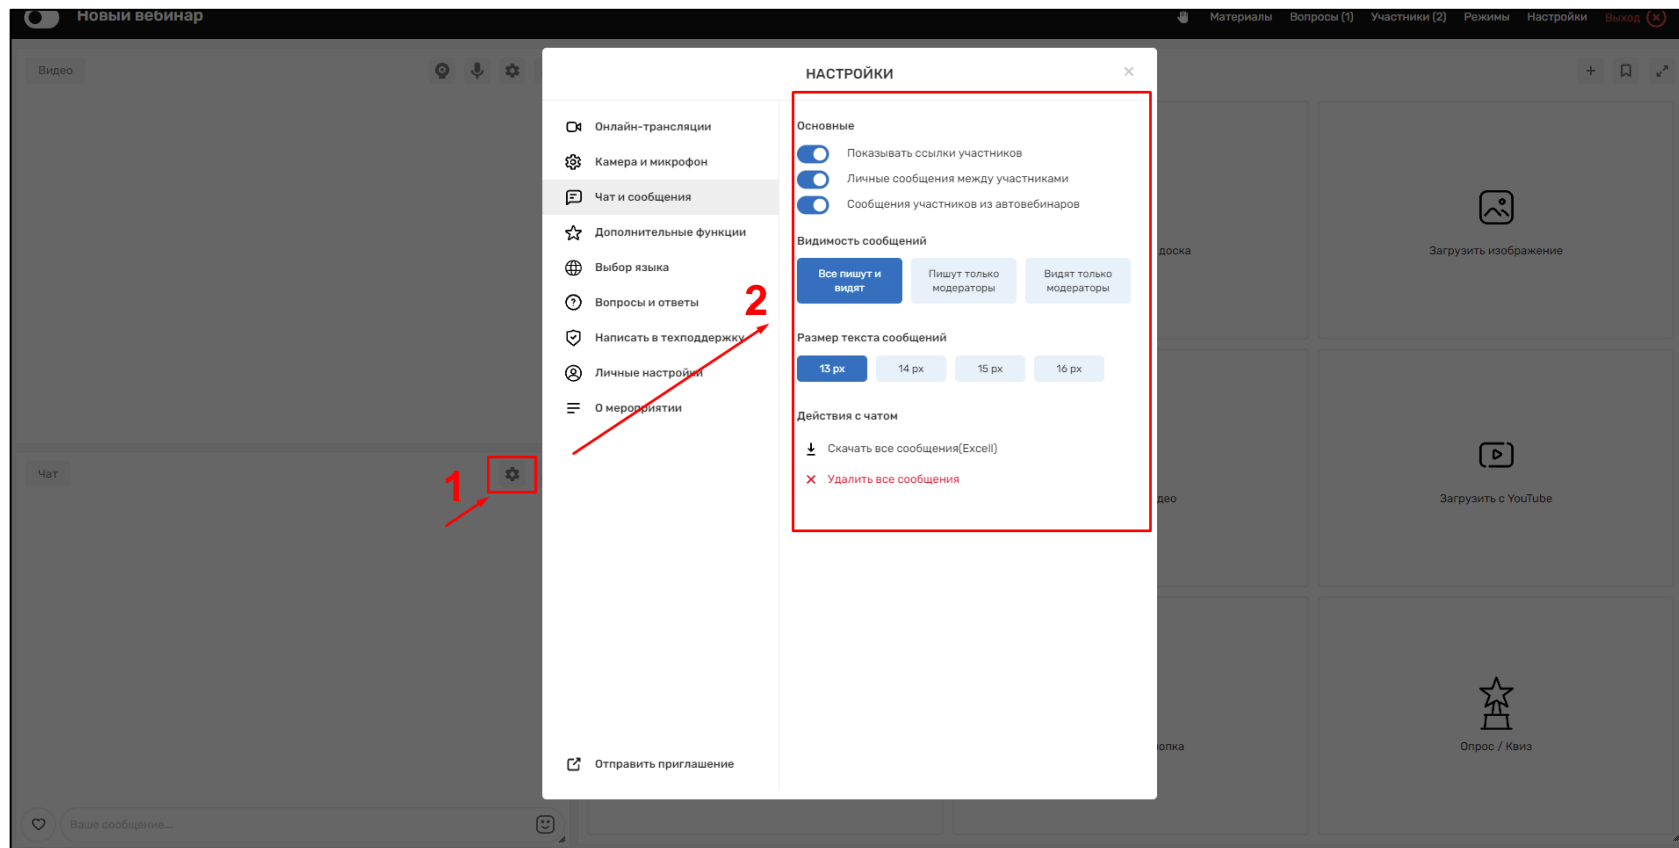 Новый вебинар
Материалы Вопросы (1) Участники (2) Режимы Настройки Выход
Видео
НАСТРОЙКИ
Онлайн-трансляции
Камера и микрофон
Чат и сообщения
Дополнительные функции
Выбор языка
Вопросы и ответы
Написать в техподдержку
Личные настройки
О мероприятии
Отправить приглашение
Основные
Показывать ссылки участников
Личные сообщения между участниками
Сообщения участников из автовебинаров
Видимость сообщений
Все пишут и
видят
Пишут только
модераторы
Видят только
модераторы
Размер текста сообщений
13 px 14 px 15 px 16 px
Действия с чатом
Скачать все сообщения(Excell)
Удалить все сообщения
2
1
Чат
Ваше сообщение...
доска
Загрузить изображение
део
Загрузить с YouTube
опка
Опрос / Квиз